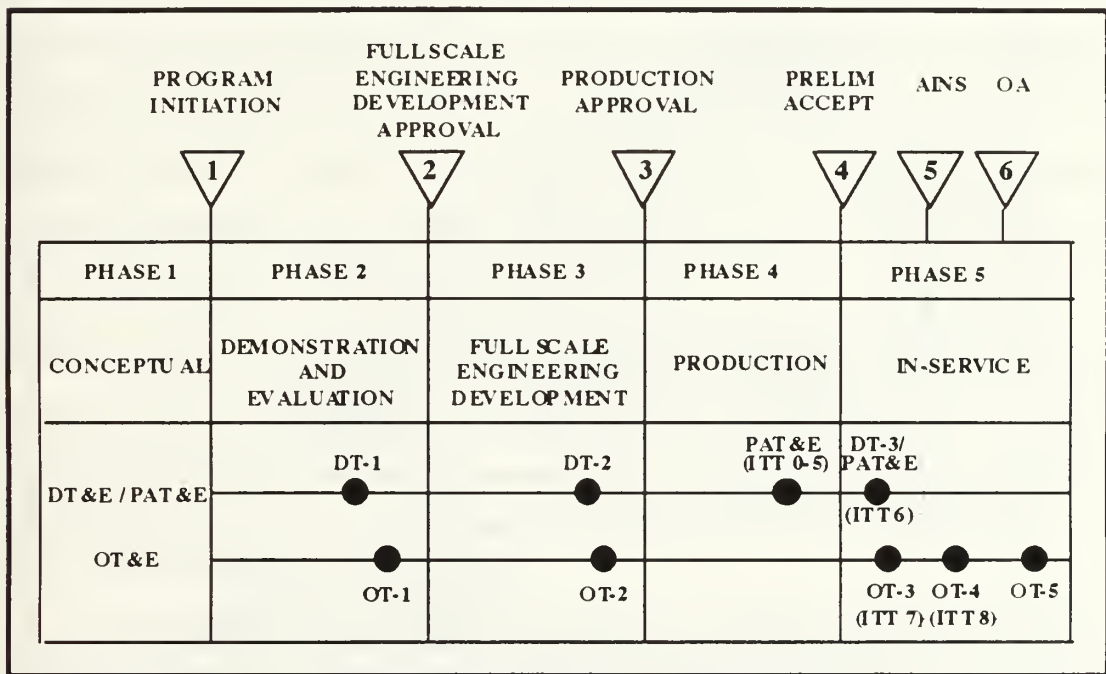 PROGRAM
INITIATION
FULL SCALE
ENGINEERING
DEVELOPMENT
APPROVAL
PRODUCTION
APPROVAL
PRELIM
ACCEPT
AINS
OA
1
2
3
4
5
6
PHASE 1
PHASE 2
PHASE 3
PHASE 4
PHASE 5
CONCEPTUAL
DEMONSTRATION
AND
EVALUATION
FULL SCALE
ENGINEERING
DEVELOPMENT
PRODUCTION
IN-SERVICE
DT&E / PAT&E
DT-1
DT-2
PAT&E
(ITT 0-5)
DT-3/
PAT&E
(ITT 6)
OT&E
OT-1
OT-2
OT-3
(ITT 7)
OT-4
(ITT 8)
OT-5